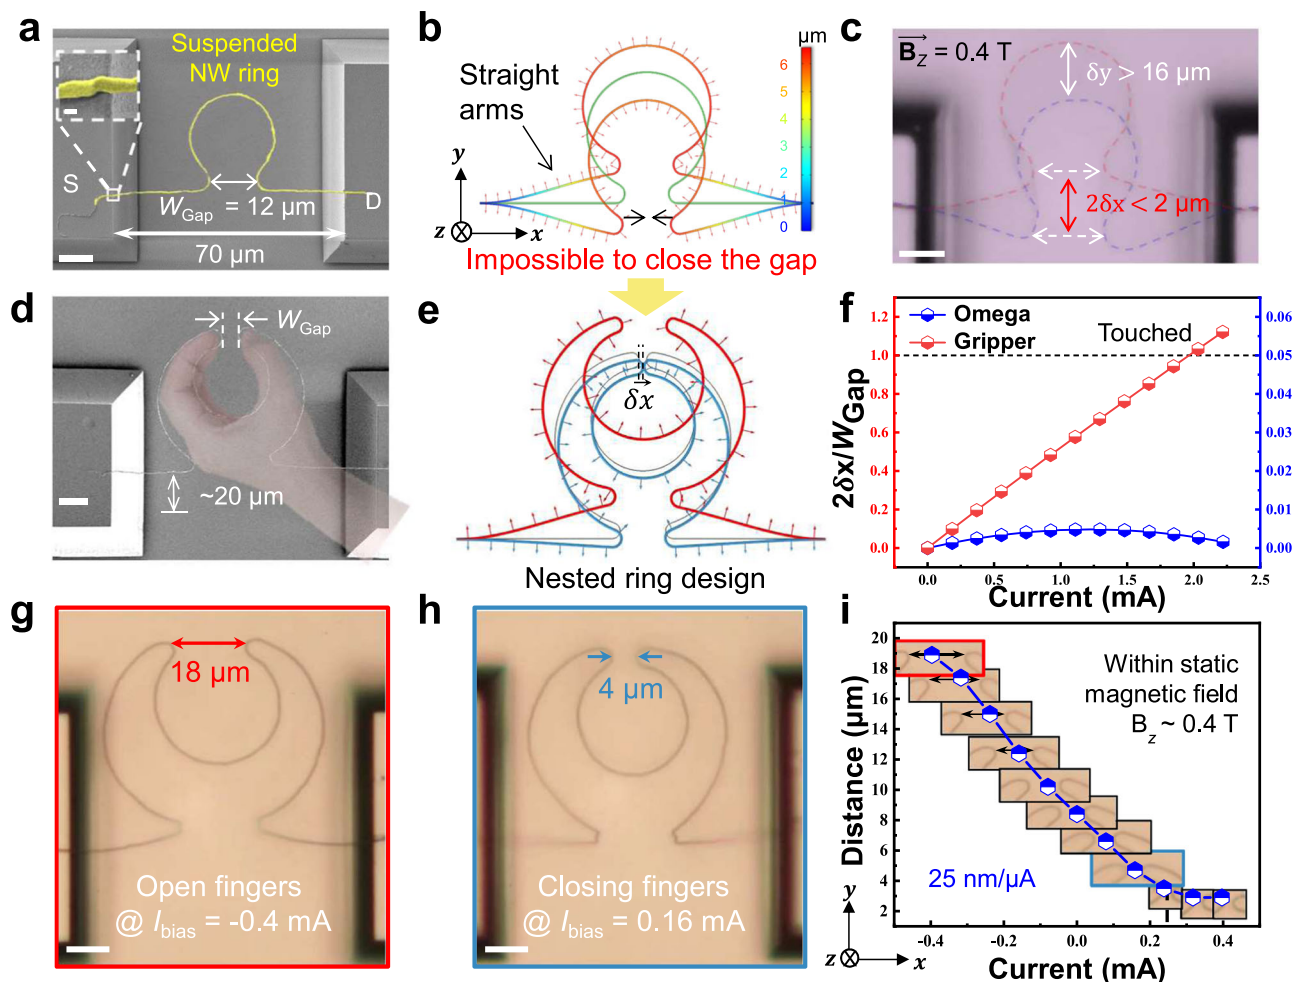 a
Suspended
NW ring
S
D
W_Gap = 12 µm
70 µm
b
µm
Straight
arms
6
5
4
3
2
1
0
y
z
x
Impossible to close the gap
c
B_Z = 0.4 T
δy > 16 µm
2δx < 2 µm
d
W_Gap
~20 µm
e
δx
Nested ring design
f
Omega
Gripper
Touched
2δx/W_Gap
1.2
1.0
0.8
0.6
0.4
0.2
0.0
0.06
0.05
0.04
0.03
0.02
0.01
0.00
0.0 0.5 1.0 1.5 2.0 2.5
Current (mA)
g
18 µm
Open fingers
@ I_bias = -0.4 mA
h
4 µm
Closing fingers
@ I_bias = 0.16 mA
i
Within static
magnetic field
B_z ~ 0.4 T
25 nm/µA
Distance (µm)
20
18
16
14
12
10
8
6
4
2
-0.4 -0.2 0.0 0.2 0.4
Current (mA)
y
z
x